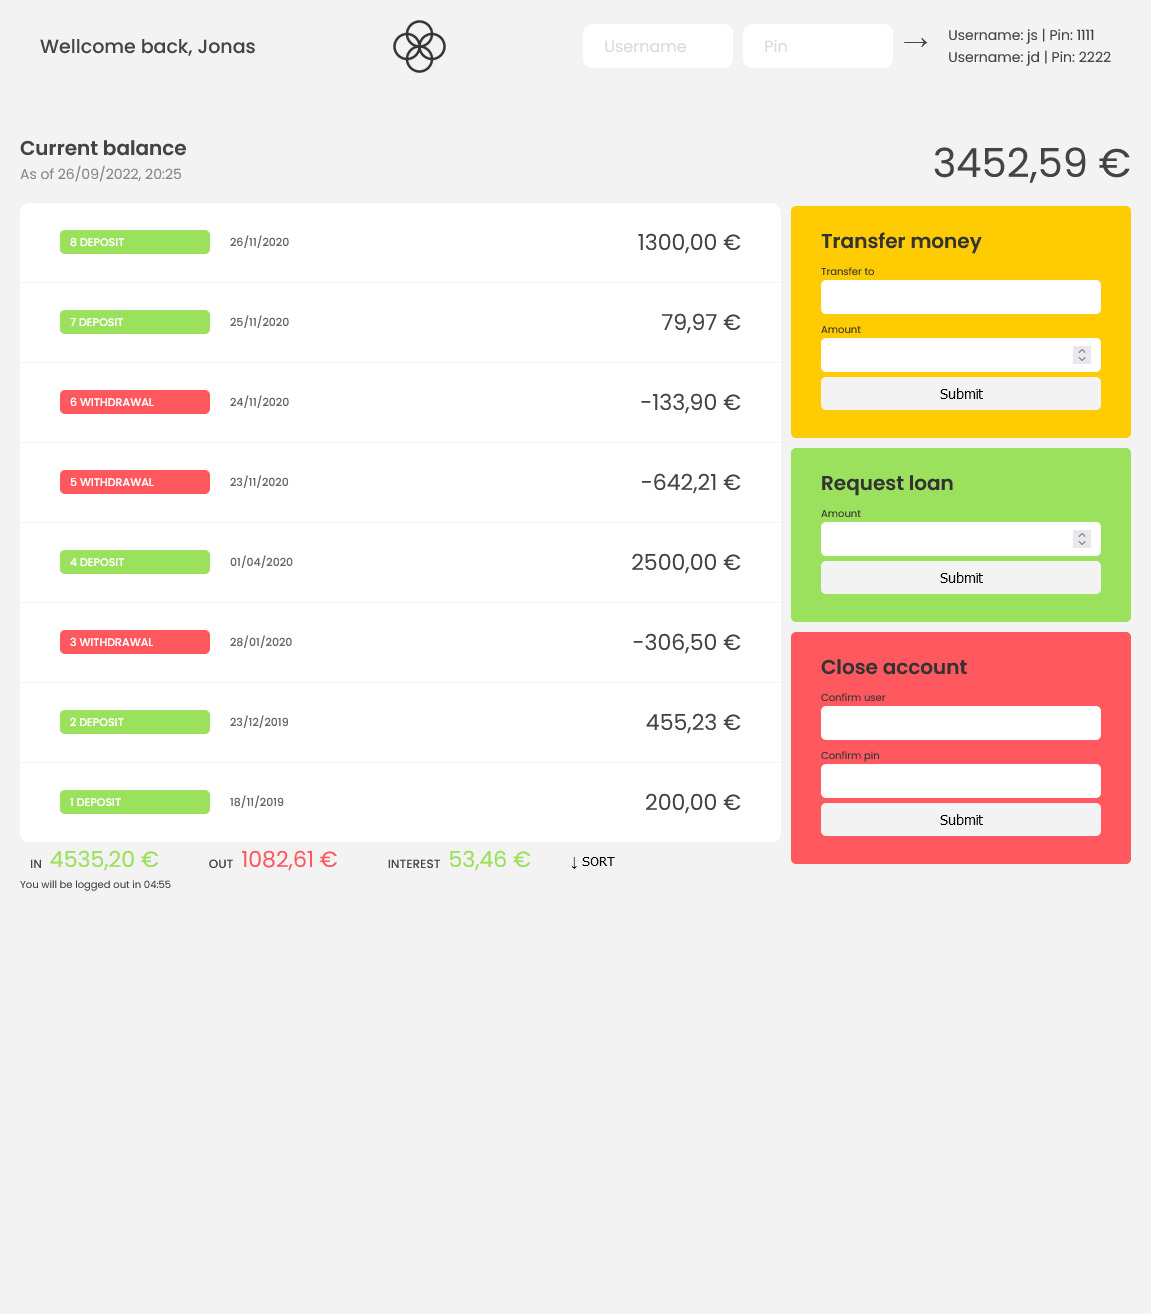 Wellcome back, Jonas
Username
Pin
→
Username: js | Pin: 1111
Username: jd | Pin: 2222
Current balance
As of 26/09/2022, 20:25
3452,59 €
8 DEPOSIT 26/11/2020 1300,00 €
7 DEPOSIT 25/11/2020 79,97 €
6 WITHDRAWAL 24/11/2020 -133,90 €
5 WITHDRAWAL 23/11/2020 -642,21 €
4 DEPOSIT 01/04/2020 2500,00 €
3 WITHDRAWAL 28/01/2020 -306,50 €
2 DEPOSIT 23/12/2019 455,23 €
1 DEPOSIT 18/11/2019 200,00 €
IN 4535,20 € OUT 1082,61 € INTEREST 53,46 € ↓ SORT
You will be logged out in 04:55
Transfer money
Transfer to
Amount
Submit
Request loan
Amount
Submit
Close account
Confirm user
Confirm pin
Submit